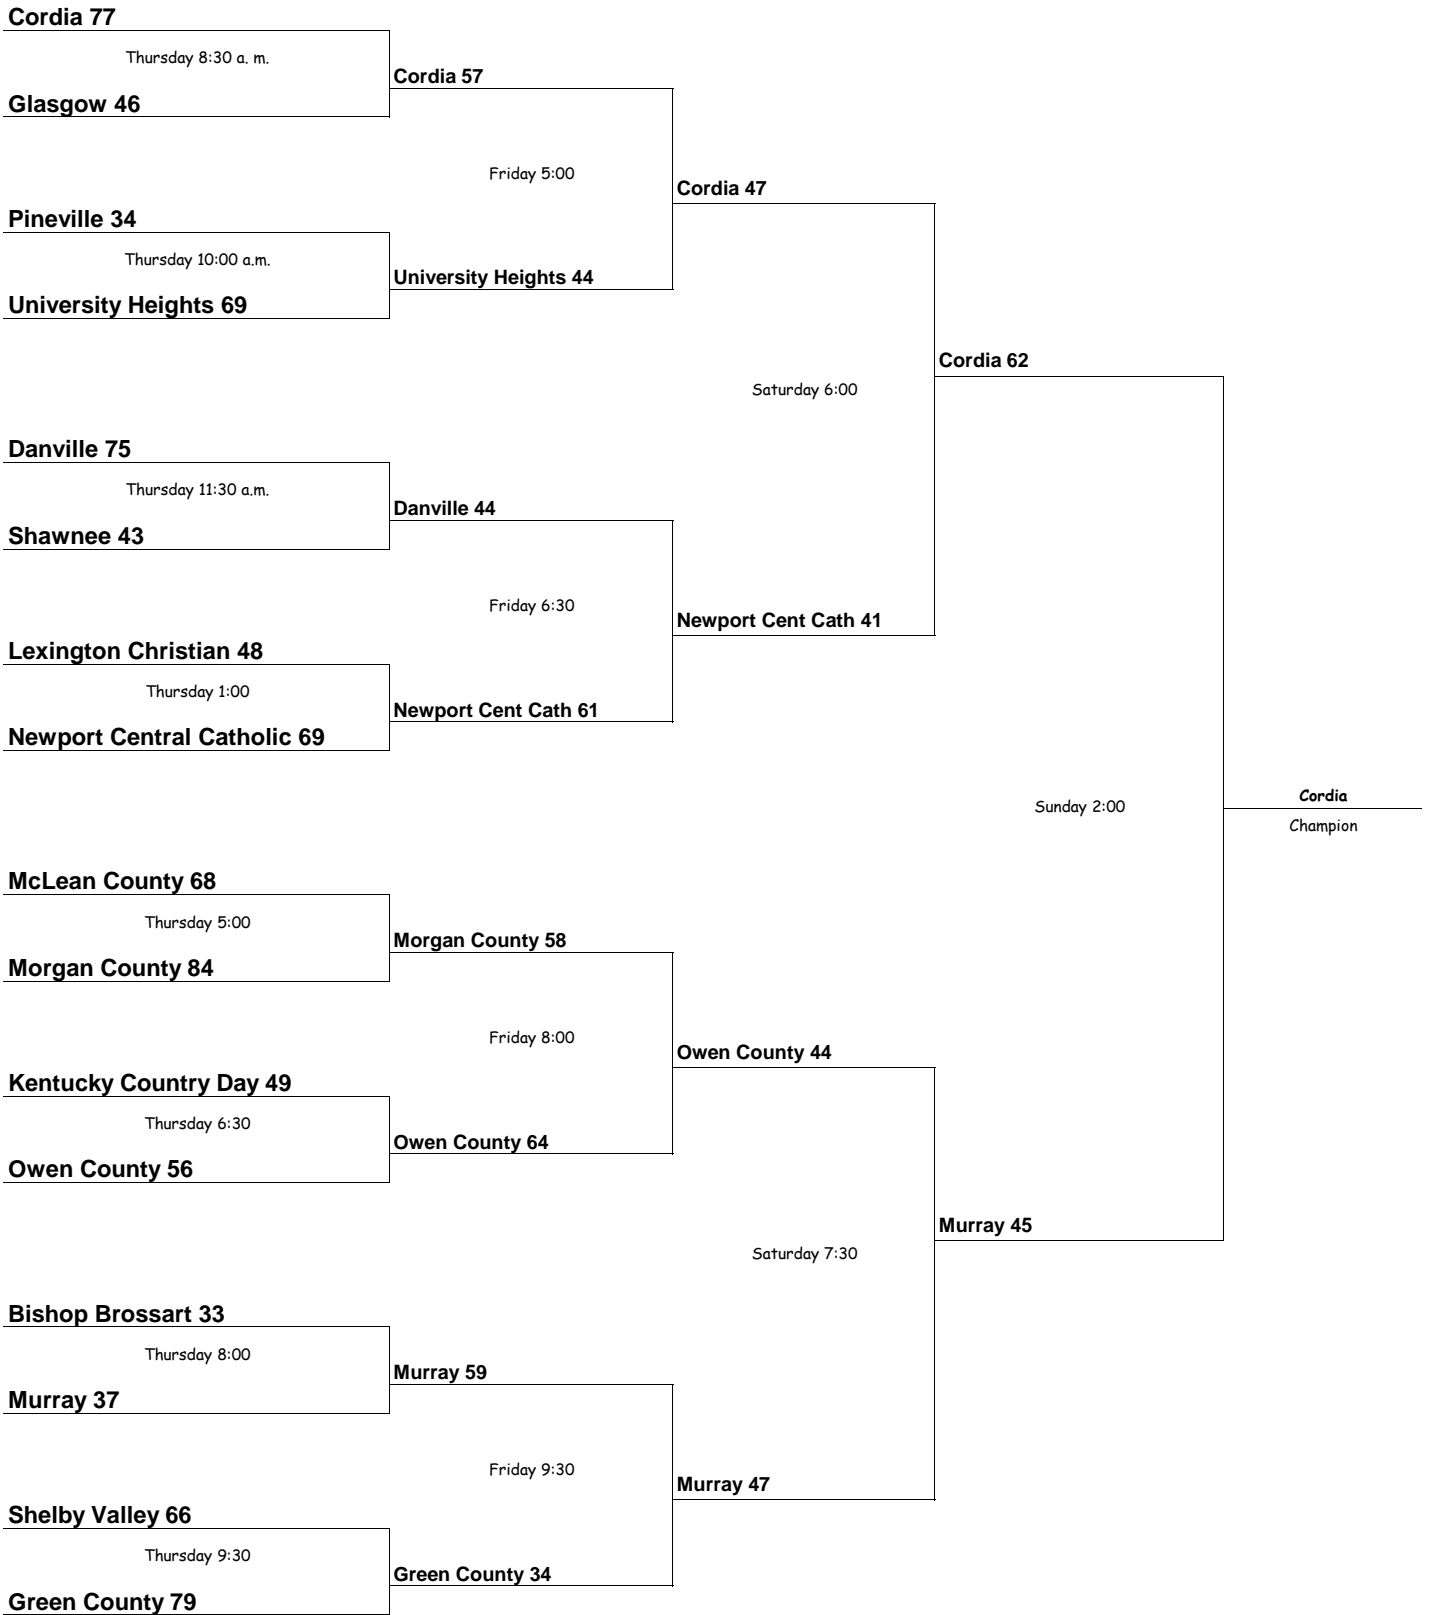 Cordia 77
Thursday 8:30 a. m.
Cordia 57
Glasgow 46
Friday 5:00
Cordia 47
Pineville 34
Thursday 10:00 a.m.
University Heights 44
University Heights 69
Cordia 62
Saturday 6:00
Danville 75
Thursday 11:30 a.m.
Danville 44
Shawnee 43
Friday 6:30
Newport Cent Cath 41
Lexington Christian 48
Thursday 1:00
Newport Cent Cath 61
Newport Central Catholic 69
Sunday 2:00
Cordia
Champion
McLean County 68
Thursday 5:00
Morgan County 58
Morgan County 84
Friday 8:00
Owen County 44
Kentucky Country Day 49
Thursday 6:30
Owen County 64
Owen County 56
Murray 45
Saturday 7:30
Bishop Brossart 33
Thursday 8:00
Murray 59
Murray 37
Friday 9:30
Murray 47
Shelby Valley 66
Thursday 9:30
Green County 34
Green County 79